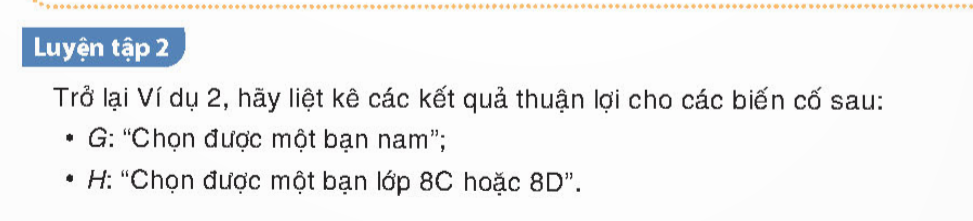 Luyện tập 2
Trở lại Ví dụ 2, hãy liệt kê các kết quả thuận lợi cho các biến cố sau:
• G: “Chọn được một bạn nam”;
• H: “Chọn được một bạn lớp 8C hoặc 8D”.